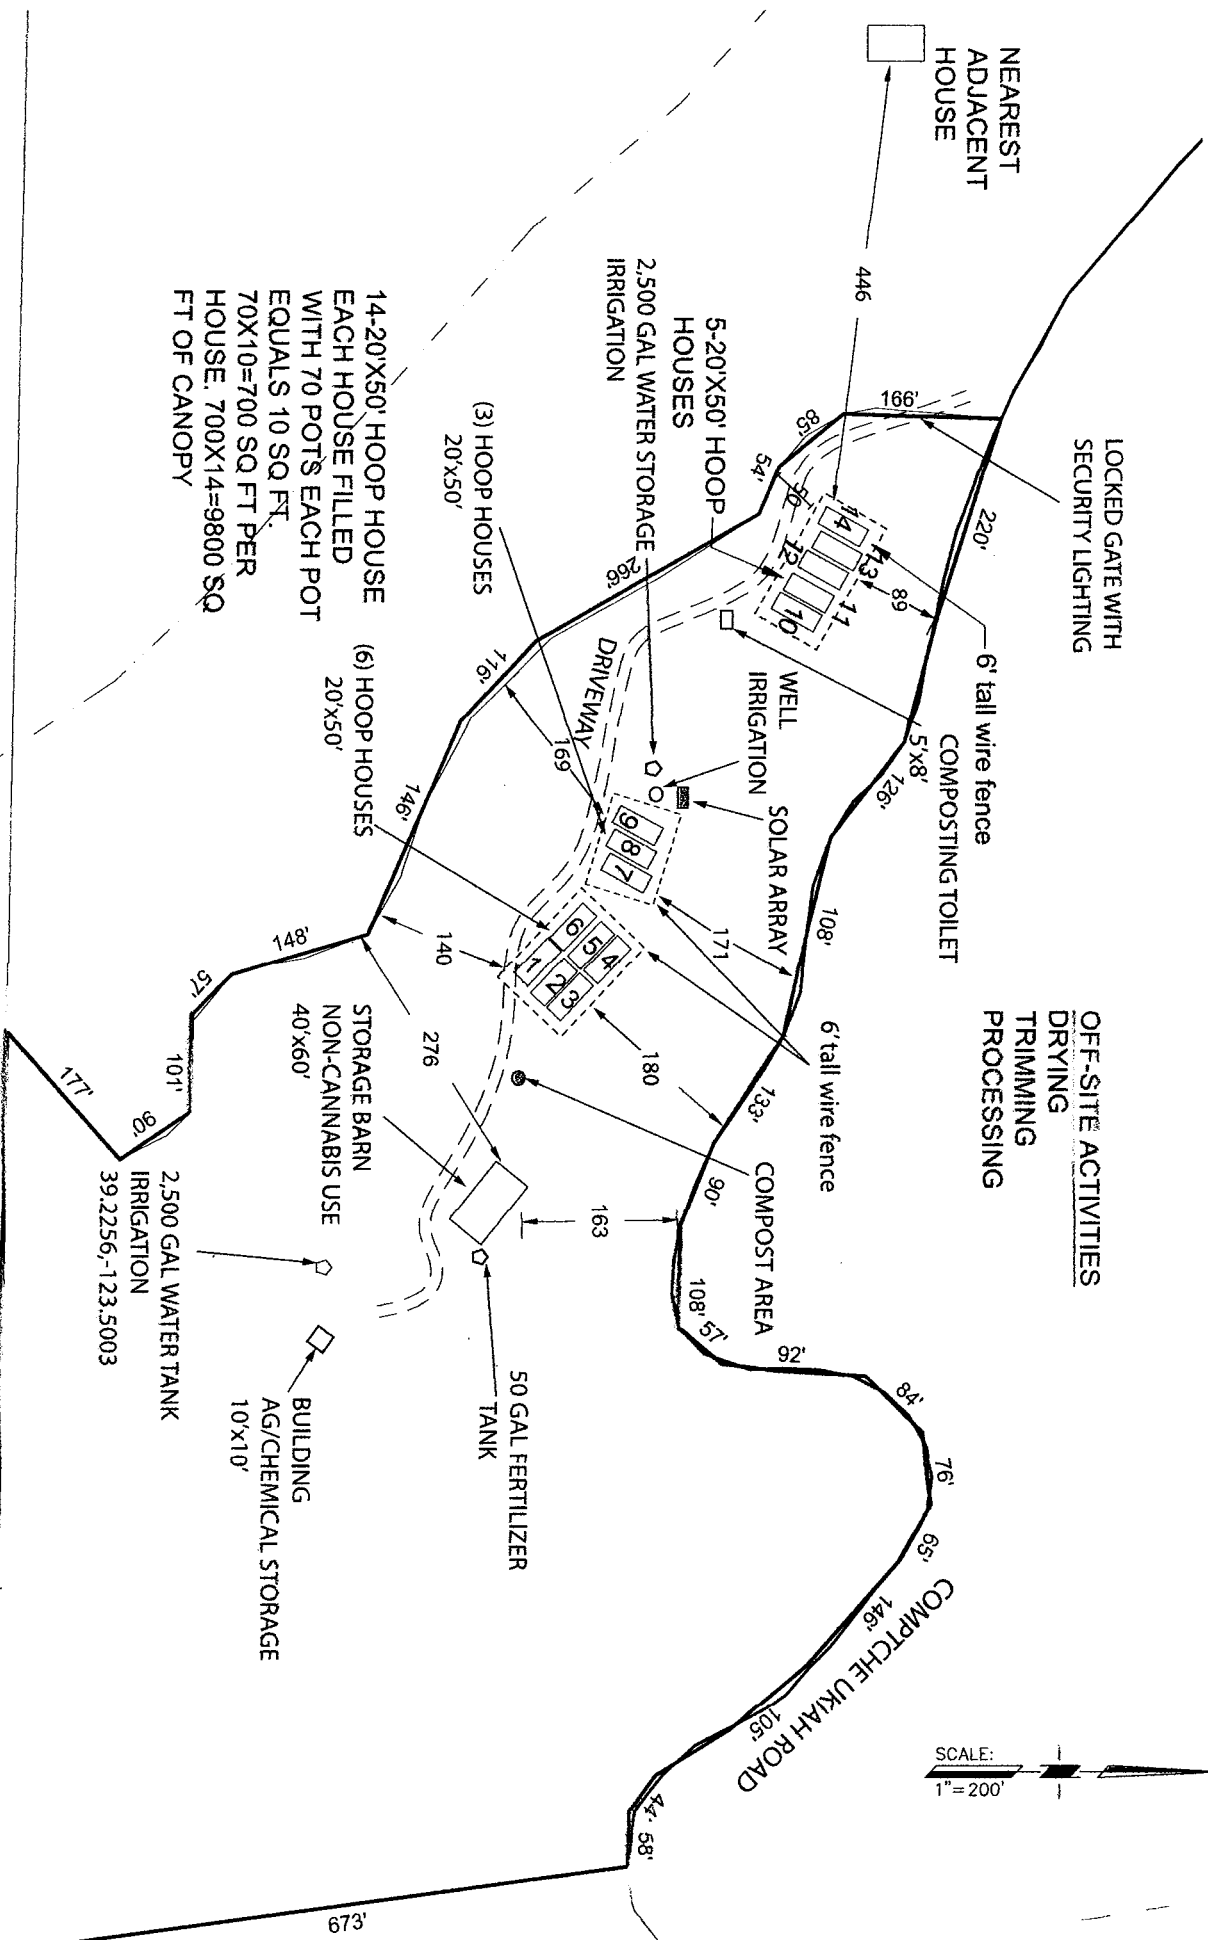 NEAREST
ADJACENT
HOUSE
446
LOCKED GATE WITH
SECURITY LIGHTING
166'
85'
54'
50
220'
89
14
13
12
11
10
6' tall wire fence
5'x8'
COMPOSTING TOILET
126'
5-20'X50' HOOP
HOUSES
2,500 GAL WATER STORAGE
IRRIGATION
266'
116'
DRIVEWAY
WELL
IRRIGATION
SOLAR ARRAY
169
(3) HOOP HOUSES
20'x50'
9
8
7
171
108'
14-20'X50' HOOP HOUSE
EACH HOUSE FILLED
WITH 70 POTS EACH POT
EQUALS 10 SQ FT.
70X10=700 SQ FT PER
HOUSE. 700X14=9800 SQ
FT OF CANOPY
(6) HOOP HOUSES
20'x50'
146'
140
6
5
4
1
2
3
180
6' tall wire fence
133'
OFF-SITE ACTIVITIES
DRYING
TRIMMING
PROCESSING
148'
57'
101'
90'
177'
276
STORAGE BARN
NON-CANNABIS USE
40'x60'
COMPOST AREA
163
90'
108'
57'
92'
84'
76'
65'
146'
105'
44'
58'
673'
2,500 GAL WATER TANK
IRRIGATION
39.2256,-123.5003
BUILDING
AG/CHEMICAL STORAGE
10'x10'
50 GAL FERTILIZER
TANK
COMPTCHE UKIAH ROAD
SCALE:
1"=200'